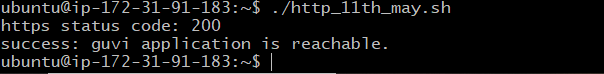 ubuntu@ip-172-31-91-183:~$ ./http_11th_may.sh
https status code: 200
success: guvi application is reachable.
ubuntu@ip-172-31-91-183:~$